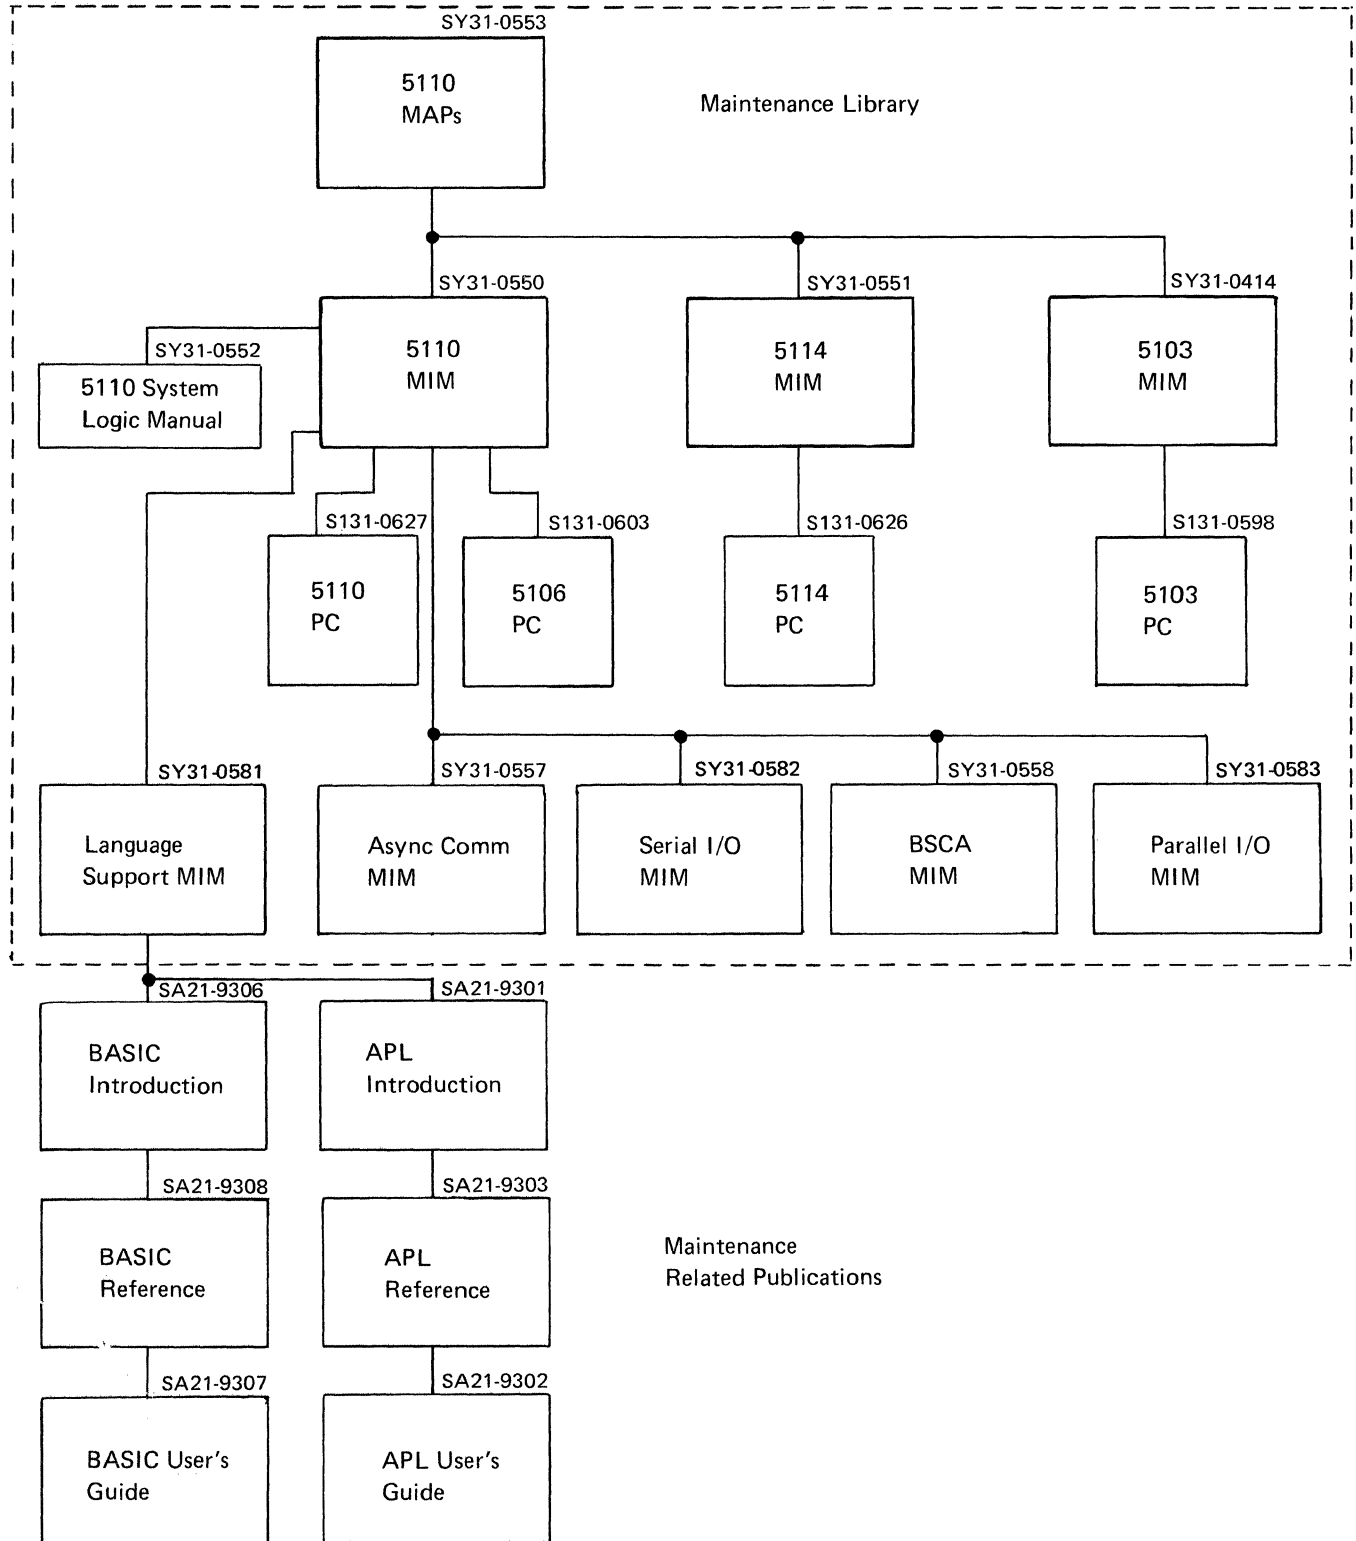 SY31-0553
5110
MAPs
Maintenance Library
SY31-0550
SY31-0551
SY31-0414
5110
MIM
5114
MIM
5103
MIM
SY31-0552
5110 System
Logic Manual
S131-0627
S131-0603
S131-0626
S131-0598
5110
PC
5106
PC
5114
PC
5103
PC
SY31-0581
SY31-0557
SY31-0582
SY31-0558
SY31-0583
Language
Support MIM
Async Comm
MIM
Serial I/O
MIM
BSCA
MIM
Parallel I/O
MIM
SA21-9306
SA21-9301
BASIC
Introduction
APL
Introduction
SA21-9308
SA21-9303
BASIC
Reference
APL
Reference
Maintenance
Related Publications
SA21-9307
SA21-9302
BASIC User's
Guide
APL User's
Guide